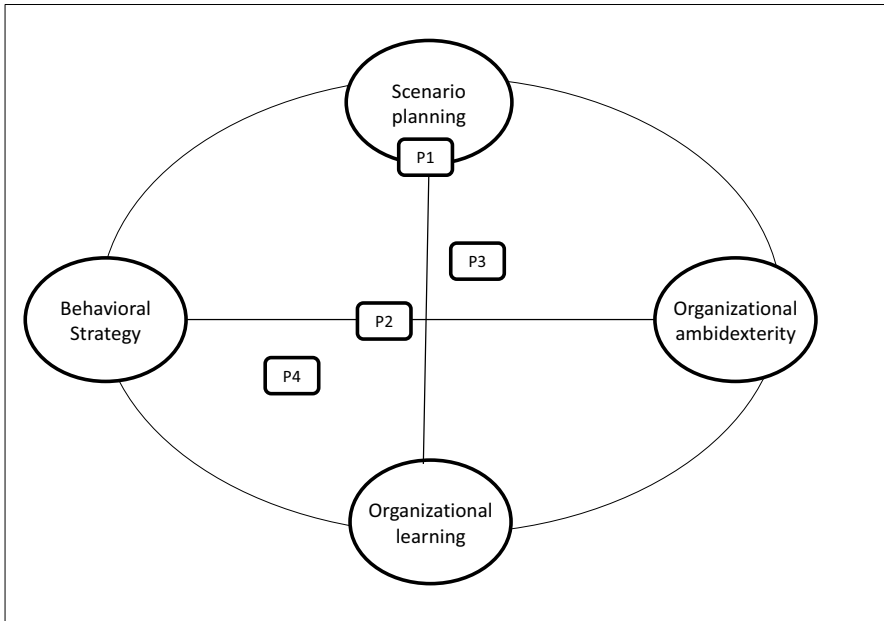 Scenario
planning
P1
P3
Behavioral
Strategy
P2
Organizational
ambidexterity
P4
Organizational
learning